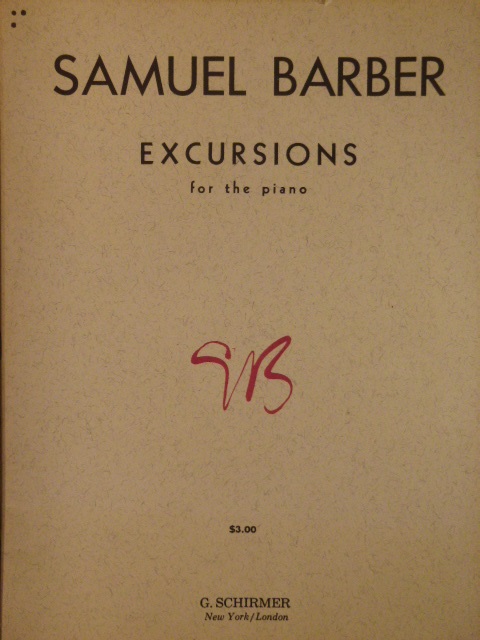 SAMUEL BARBER
EXCURSIONS
for the piano
SB
$3.00
G. SCHIRMER
New York/London